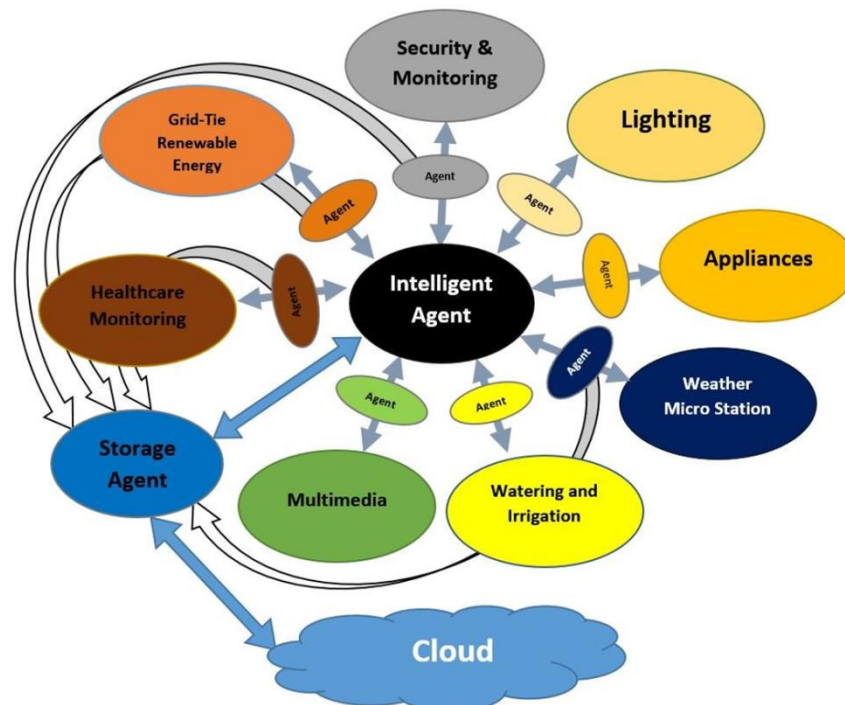 Security &
Monitoring
Grid-Tie
Renewable
Energy
Lighting
Agent
Agent
Agent
Appliances
Agent
Healthcare
Monitoring
Agent
Intelligent
Agent
Agent
Weather
Micro Station
Agent
Agent
Storage
Agent
Multimedia
Watering and
Irrigation
Cloud